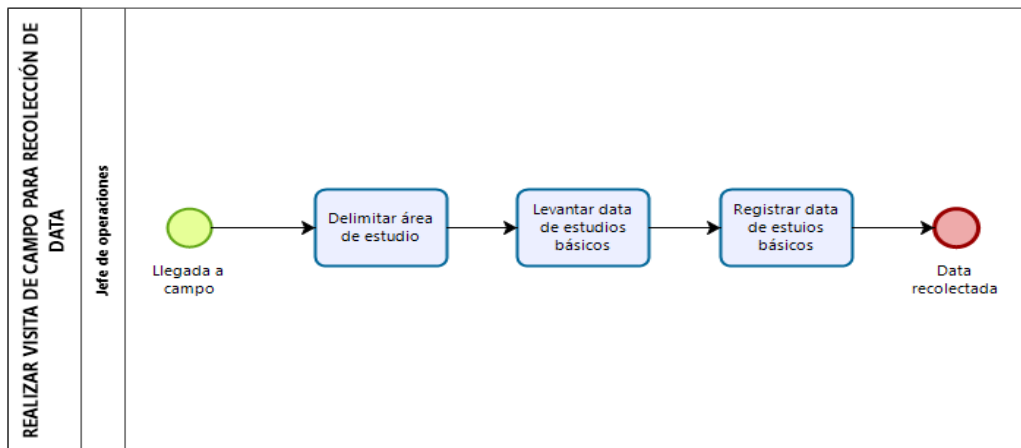 REALIZAR VISITA DE CAMPO PARA RECOLECCIÓN DE
DATA
Jefe de operaciones
Llegada a
campo
Delimitar área
de estudio
Levantar data
de estudios
básicos
Registrar data
de estuios
básicos
Data
recolectada